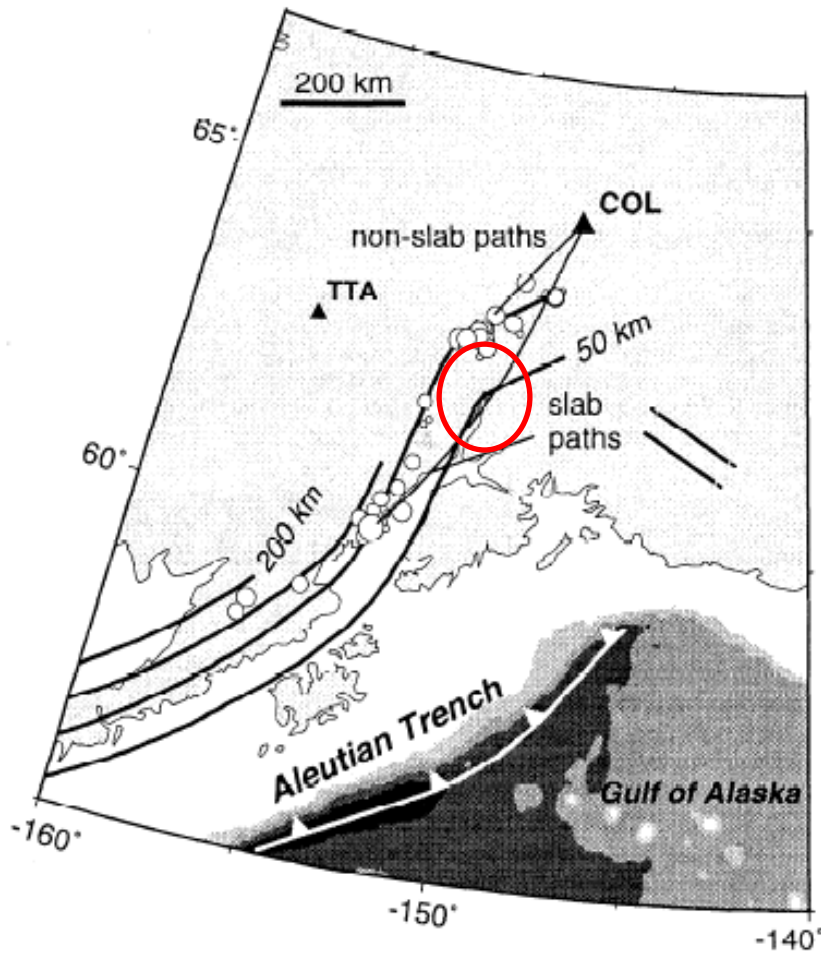 200 km
65°
COL
non-slab paths
TTA
50 km
slab
paths
60°
200 km
Aleutian Trench
Gulf of Alaska
-160°
-150°
-140°